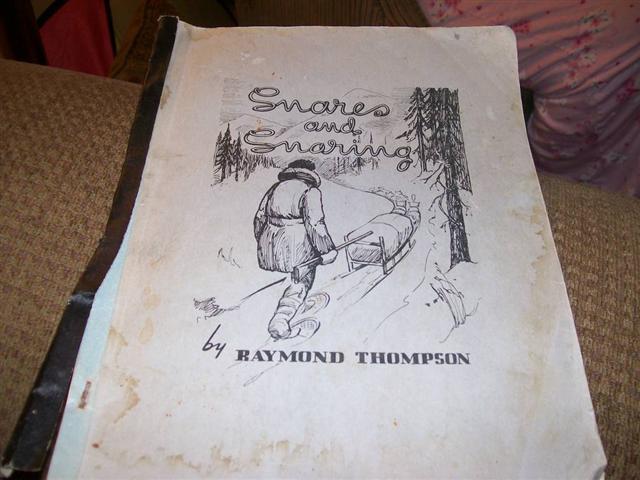 Snares
and
Snaring
by RAYMOND THOMPSON